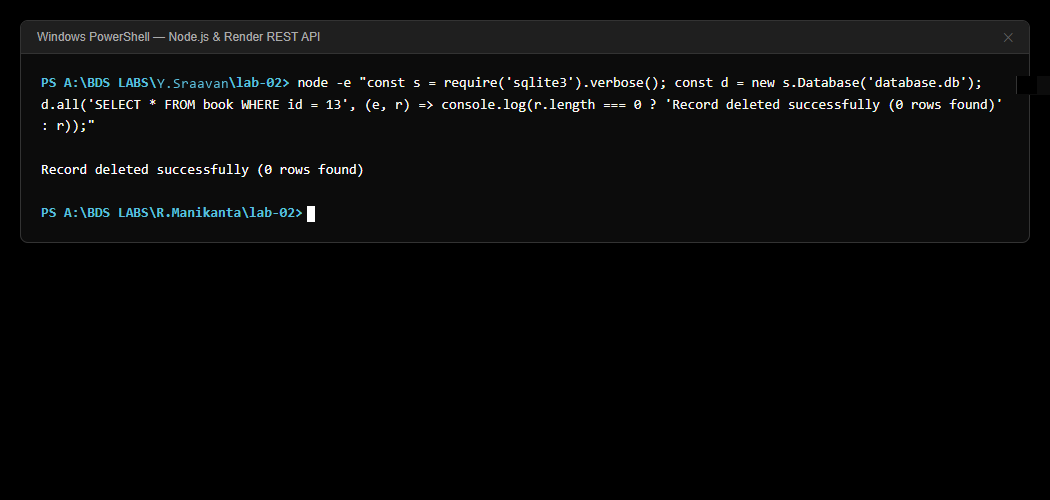 Windows PowerShell — Node.js & Render REST API
PS A:\BDS LABS\Y.Sraavan\lab-02> node -e "const s = require('sqlite3').verbose(); const d = new s.Database('database.db');
d.all('SELECT * FROM book WHERE id = 13', (e, r) => console.log(r.length === 0 ? 'Record deleted successfully (0 rows found)'
: r));"
Record deleted successfully (0 rows found)
PS A:\BDS LABS\R.Manikanta\lab-02>